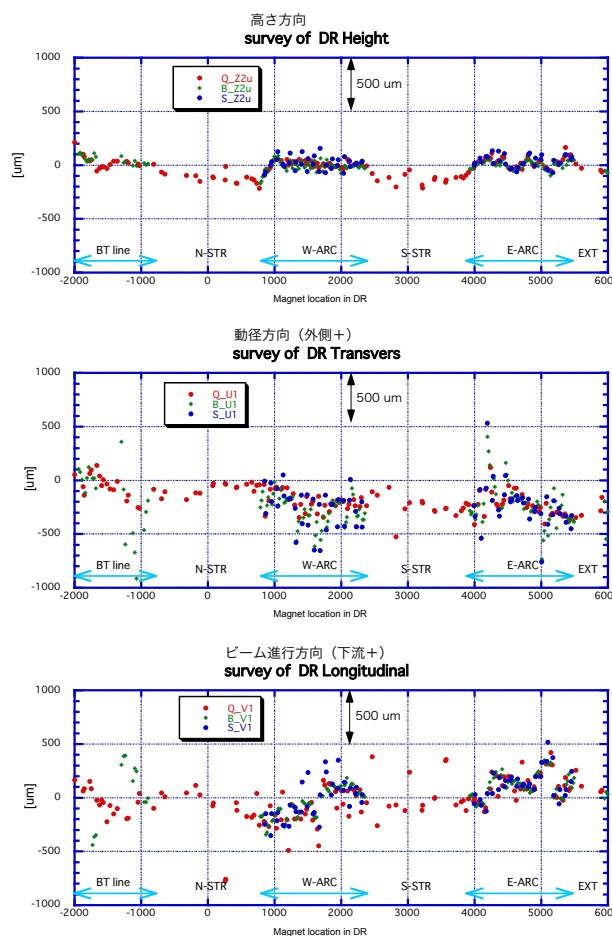 高さ方向
survey of DR Height
1000
500
0
-500
-1000
[um]
Q_Z2u
B_Z2u
S_Z2u
500 um
BT line
N-STR
W-ARC
S-STR
E-ARC
EXT
-2000 -1000 0 1000 2000 3000 4000 5000 6000
Magnet location in DR
動径方向(外側+)
survey of DR Transvers
1000
500
0
-500
-1000
[um]
Q_U1
B_U1
S_U1
500 um
BT line
N-STR
W-ARC
S-STR
E-ARC
EXT
-2000 -1000 0 1000 2000 3000 4000 5000 6000
Magnet location in DR
ビーム進行方向(下流+)
survey of DR Longitudinal
1000
500
0
-500
-1000
[um]
Q_V1
B_V1
S_V1
500 um
BT line
N-STR
W-ARC
S-STR
E-ARC
EXT
-2000 -1000 0 1000 2000 3000 4000 5000 6000
Magnet location in DR